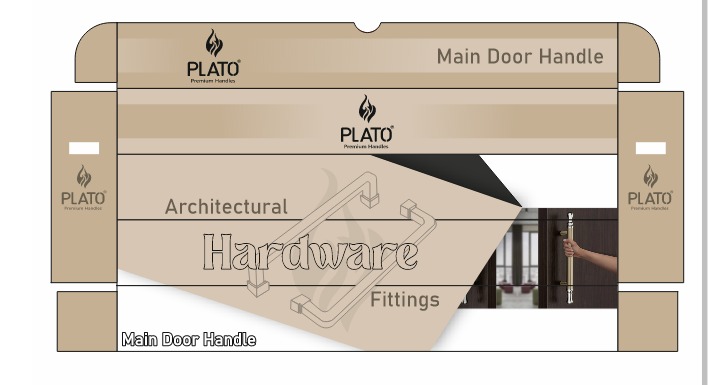 PLATO®
Premium Handles
Main Door Handle
PLATO®
Premium Handles
PLATO®
Premium Handles
PLATO®
Premium Handles
Architectural
PLATO
Hardware
Fittings
Main Door Handle